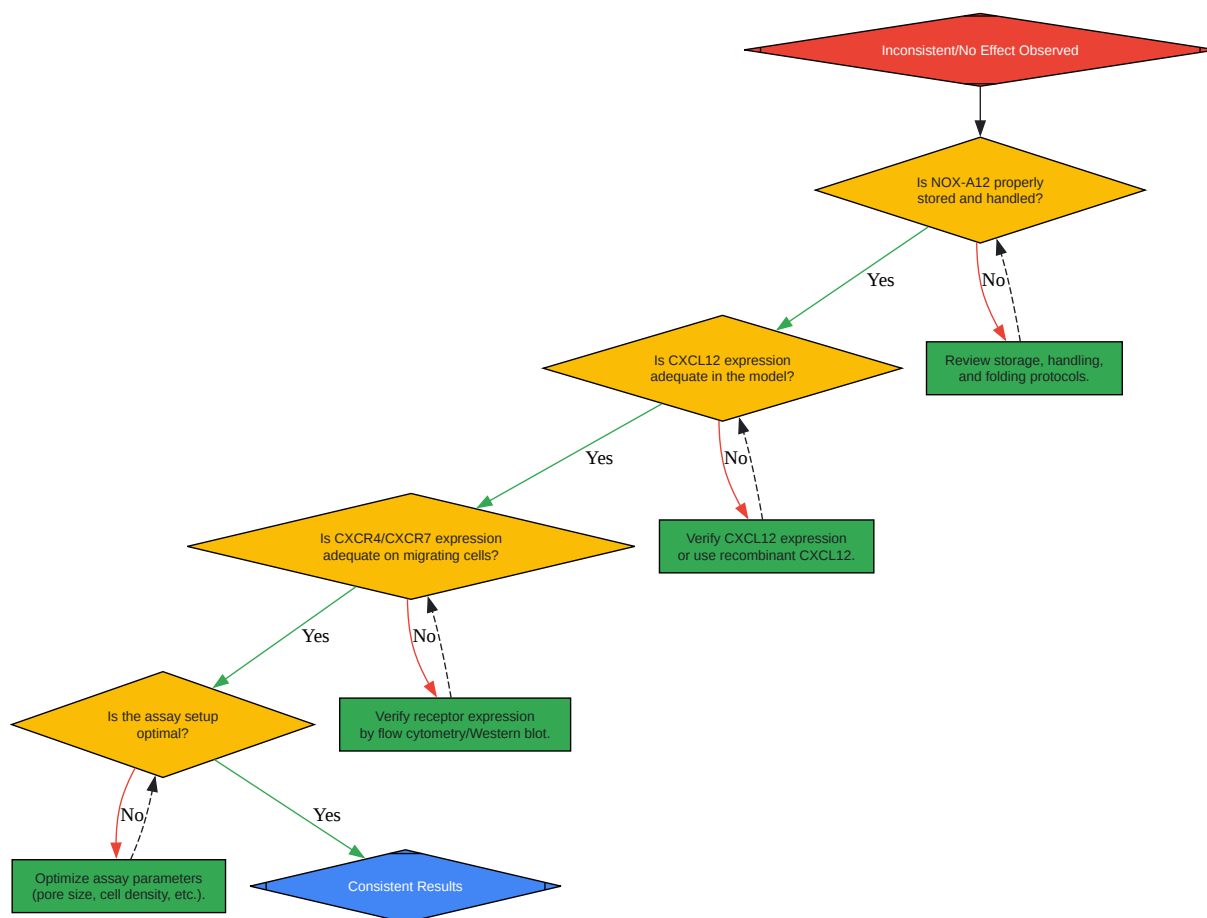 Inconsistent/No Effect Observed
Is NOX-A12 properly
stored and handled?
Yes
No
Review storage, handling,
and folding protocols.
Is CXCL12 expression
adequate in the model?
Yes
No
Verify CXCL12 expression
or use recombinant CXCL12.
Is CXCR4/CXCR7 expression
adequate on migrating cells?
Yes
No
Verify receptor expression
by flow cytometry/Western blot.
Is the assay setup
optimal?
No
Yes
Optimize assay parameters
(pore size, cell density, etc.).
Consistent Results